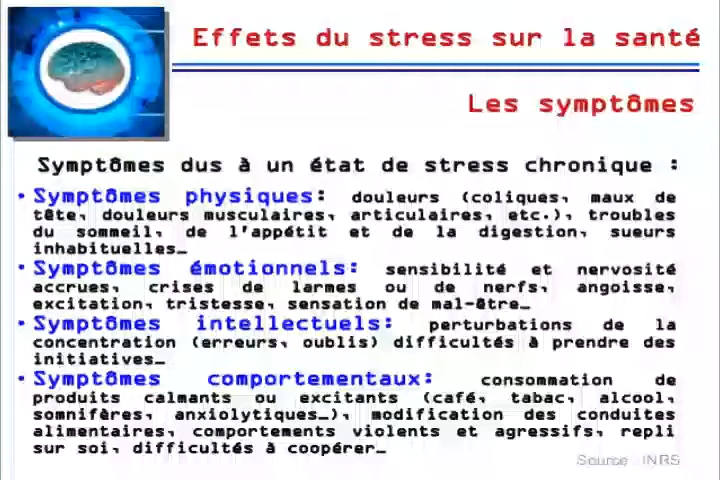 Effets du stress sur la santé
Les symptômes
Symptômes dus à un état de stress chronique :
• Symptômes physiques: douleurs (coliques, maux de
tête, douleurs musculaires, articulaires, etc.), troubles
du sommeil, de l'appétit et de la digestion, sueurs
inhabituelles…
• Symptômes émotionnels: sensibilité et nervosité
accrues, crises de larmes ou de nerfs, angoisse,
excitation, tristesse, sensation de mal-être…
• Symptômes intellectuels: perturbations de la
concentration (erreurs, oublis) difficultés à prendre des
initiatives…
• Symptômes comportementaux: consommation de
produits calmants ou excitants (café, tabac, alcool,
somnifères, anxiolytiques…), modification des conduites
alimentaires, comportements violents et agressifs, repli
sur soi, difficultés à coopérer…
Source : INRS